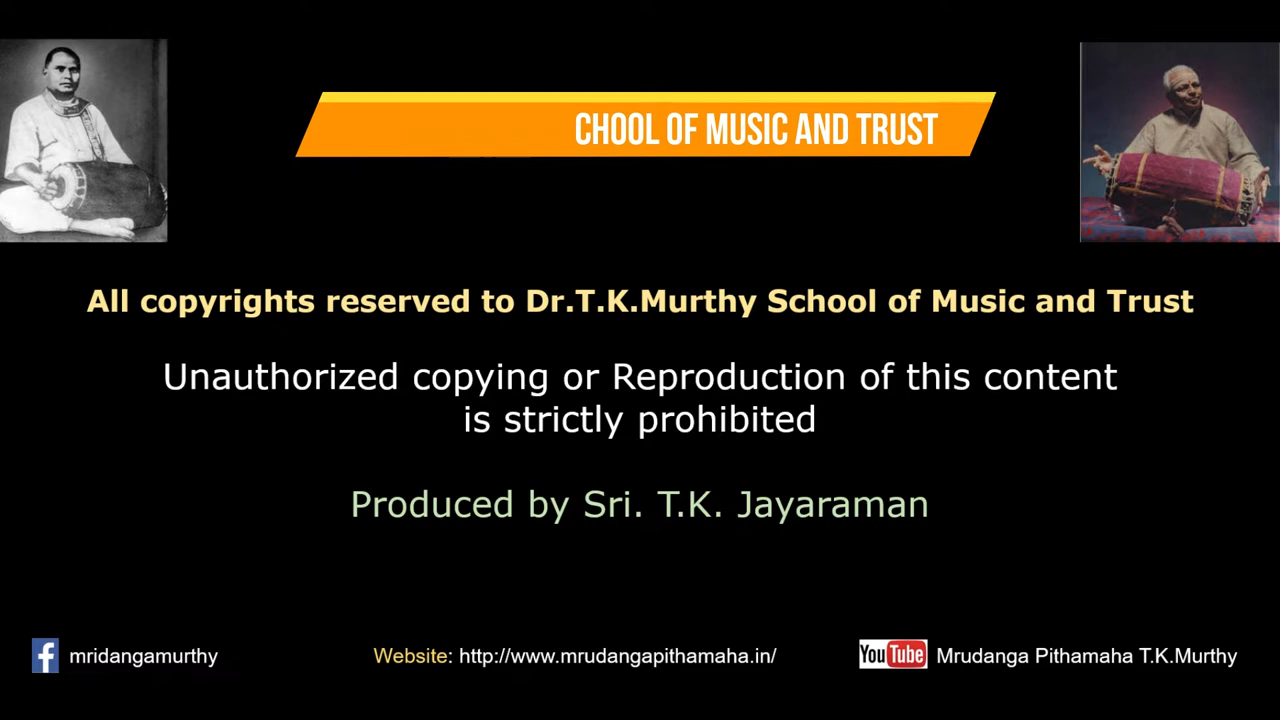 CHOOL OF MUSIC AND TRUST
All copyrights reserved to Dr.T.K.Murthy School of Music and Trust
Unauthorized copying or Reproduction of this content
is strictly prohibited
Produced by Sri. T.K. Jayaraman
mridangamurthy
Website: http://www.mrudangapithamaha.in/
YouTube Mrudanga Pithamaha T.K.Murthy